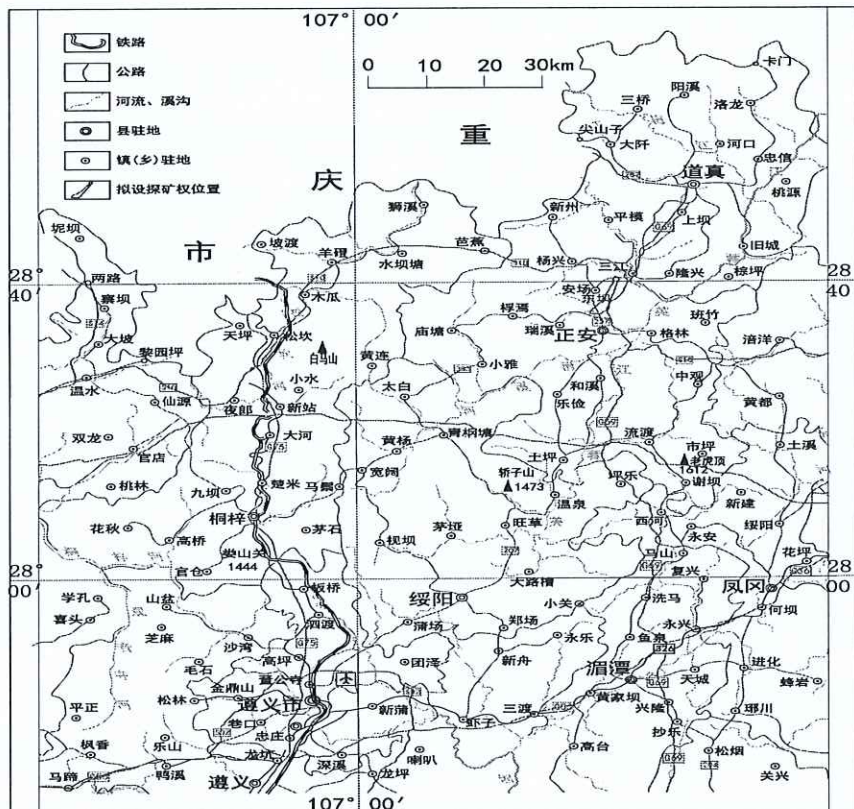 107° 00′
铁路
公路
河流、溪沟
县驻地
镇(乡)驻地
拟设探矿权位置
0 10 20 30km
重
庆
市
卡门
阳溪
三桥
洛龙
尖山子
大阡
河口
忠信
道真
桃源
狮溪
新州
平模
上坝
坭坝
坡渡
羊磴
芭蕉
旧城
水坝塘
杨兴
三江
隆兴
棕坪
28°
40′
28°
40′
两路
木瓜
安场
东坝
寨坝
桴焉
班竹
天坪
松坎
庙塘
瑞溪
正安
格林
涪洋
大坡
白马山
黎园坪
黄连
小雅
中观
温水
小水
太白
和溪
仙源
夜郎
新站
乐俭
黄都
双龙
大河
青㭎塘
流渡
官店
黄杨
市坪
土溪
土坪
老虎顶
1612
宽阔
轿子山
1473
坪乐
谢坝
桃林
九坝
楚米
马鬃
温泉
新建
桐梓
西河
花秋
茅石
茅垭
旺草
绥阳
高桥
枧坝
永安
娄山关
1444
马山
花坪
官仓
大路槽
复兴
28°
00′
28°
00′
学孔
山盆
板桥
绥阳
凤冈
小关
洗马
何坝
喜头
泗渡
蒲场
郑场
芝麻
永乐
永兴
沙湾
G75
鱼泉
326
毛石
高坪
团泽
新舟
湄潭
进化
董公寺
天城
蜂岩
松林
金鼎山
遵义市
黄家坝
平正
巷口
新蒲
虾子
三渡
兴隆
琊川
忠庄
抄乐
枫香
乐山
龙坑
深溪
喇叭
高台
松烟
马蹄
鸭溪
遵义
龙坪
关兴
107° 00′